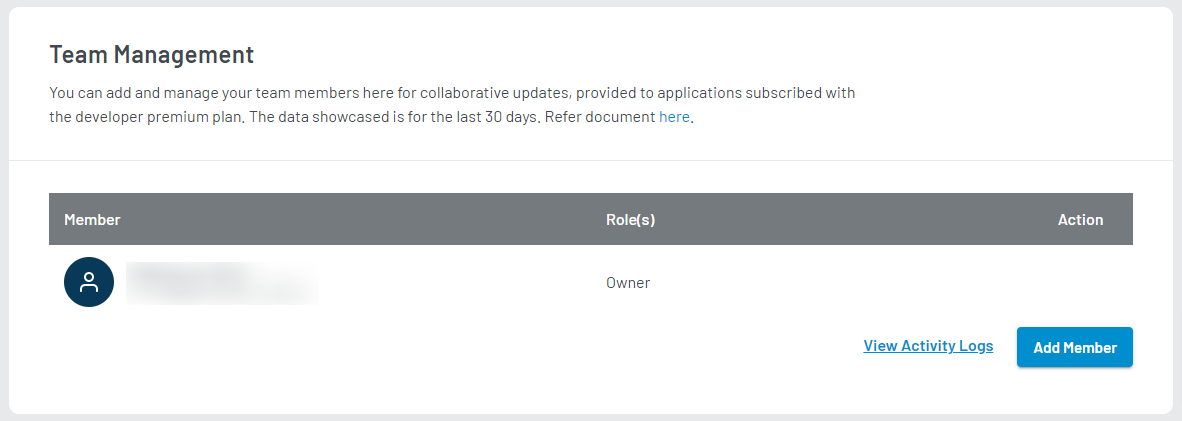 Team Management
You can add and manage your team members here for collaborative updates, provided to applications subscribed with
the developer premium plan. The data showcased is for the last 30 days. Refer document here.
Member Role(s) Action
Owner
View Activity Logs Add Member